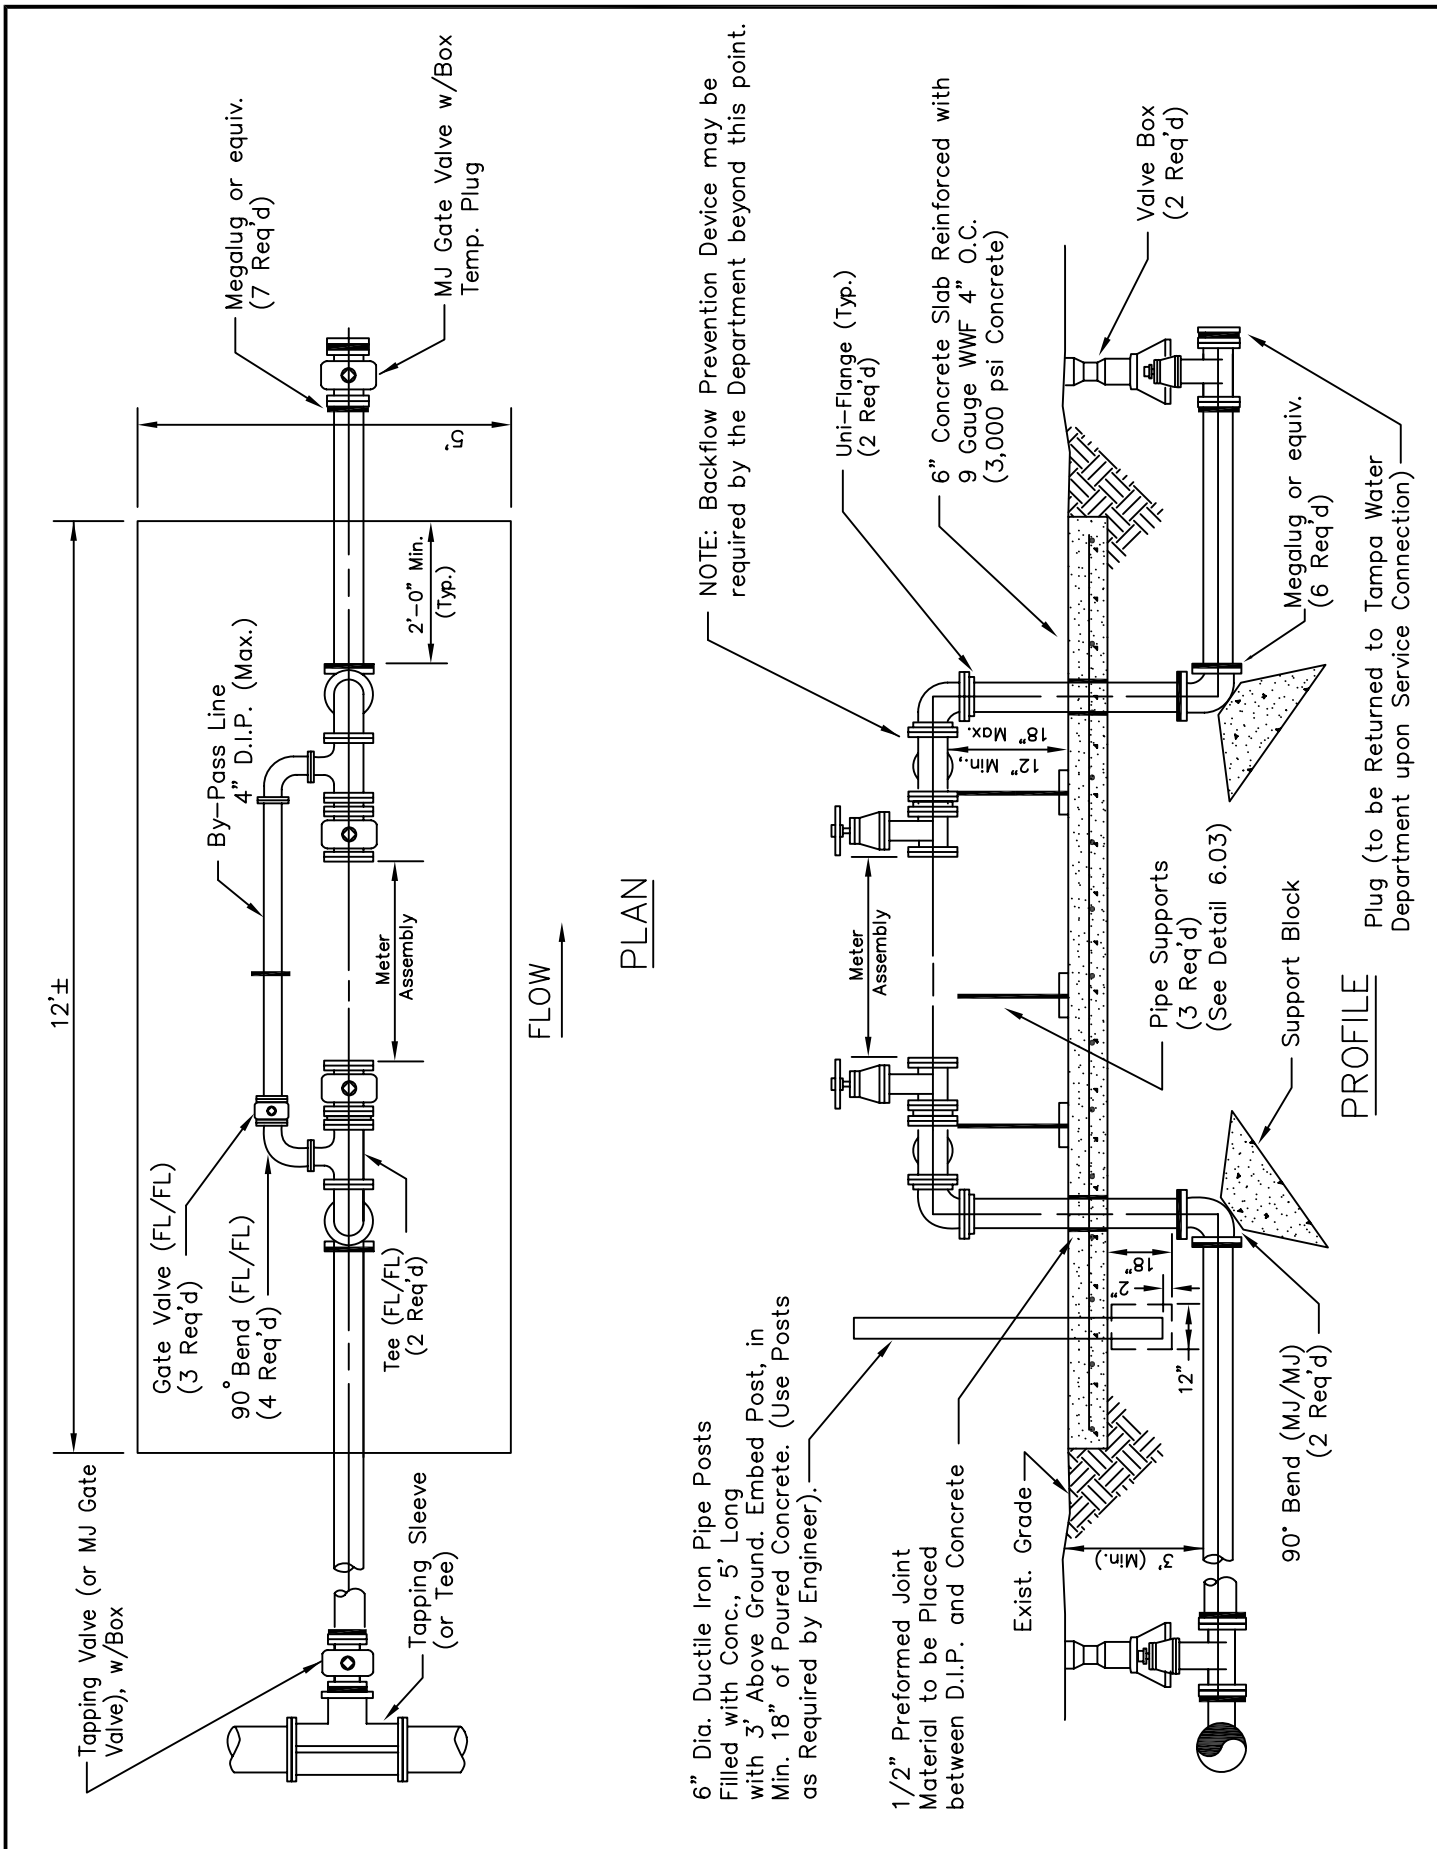 12'±
Tapping Valve (or MJ Gate
Valve), w/Box
Tapping Sleeve
(or Tee)
Gate Valve (FL/FL)
(3 Req'd)
90° Bend (FL/FL)
(4 Req'd)
Tee (FL/FL)
(2 Req'd)
By-Pass Line
4" D.I.P. (Max.)
Meter
Assembly
2'-0" Min.
(Typ.)
5'
Megalug or equiv.
(7 Req'd)
MJ Gate Valve w/Box
Temp. Plug
FLOW
PLAN
NOTE: Backflow Prevention Device may be
required by the Department beyond this point.
Uni-Flange (Typ.)
(2 Req'd)
6" Concrete Slab Reinforced with
9 Gauge WWF 4" O.C.
(3,000 psi Concrete)
Valve Box
(2 Req'd)
6" Dia. Ductile Iron Pipe Posts
Filled with Conc., 5' Long
with 3' Above Ground. Embed Post, in
Min. 18" of Poured Concrete. (Use Posts
as Required by Engineer).
1/2" Preformed Joint
Material to be Placed
between D.I.P. and Concrete
Exist. Grade
3' (Min.)
Meter
Assembly
12" Min.,
18" Max.
18"
2"
12"
Pipe Supports
(3 Req'd)
(See Detail 6.03)
90° Bend (MJ/MJ)
(2 Req'd)
Support Block
Megalug or equiv.
(6 Req'd)
Plug (to be Returned to Tampa Water
Department upon Service Connection)
PROFILE